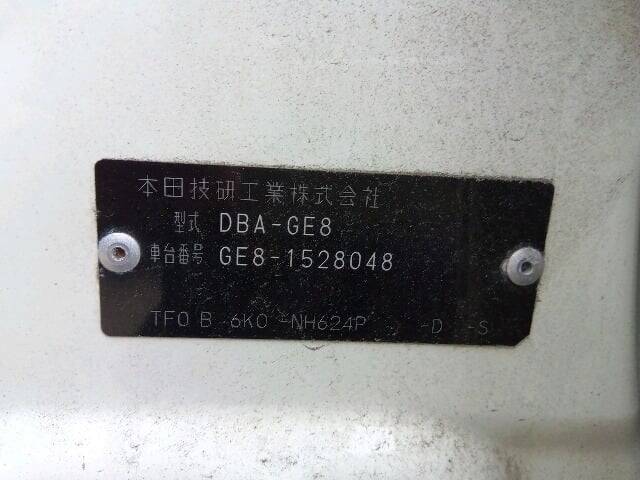 本田技研工業株式会社
型式 DBA-GE8
車台番号 GE8-1528048
TF0 B 6K0 -NH624P -D -S